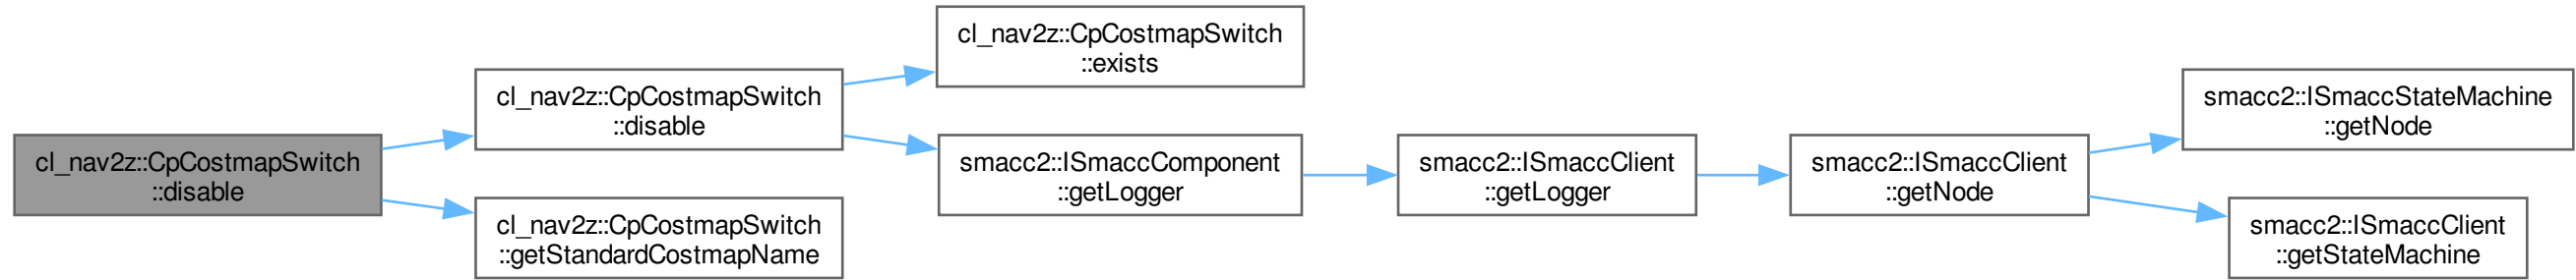 cl_nav2z::CpCostmapSwitch
::disable
cl_nav2z::CpCostmapSwitch
::disable
cl_nav2z::CpCostmapSwitch
::getStandardCostmapName
cl_nav2z::CpCostmapSwitch
::exists
smacc2::ISmaccComponent
::getLogger
smacc2::ISmaccClient
::getLogger
smacc2::ISmaccClient
::getNode
smacc2::ISmaccStateMachine
::getNode
smacc2::ISmaccClient
::getStateMachine